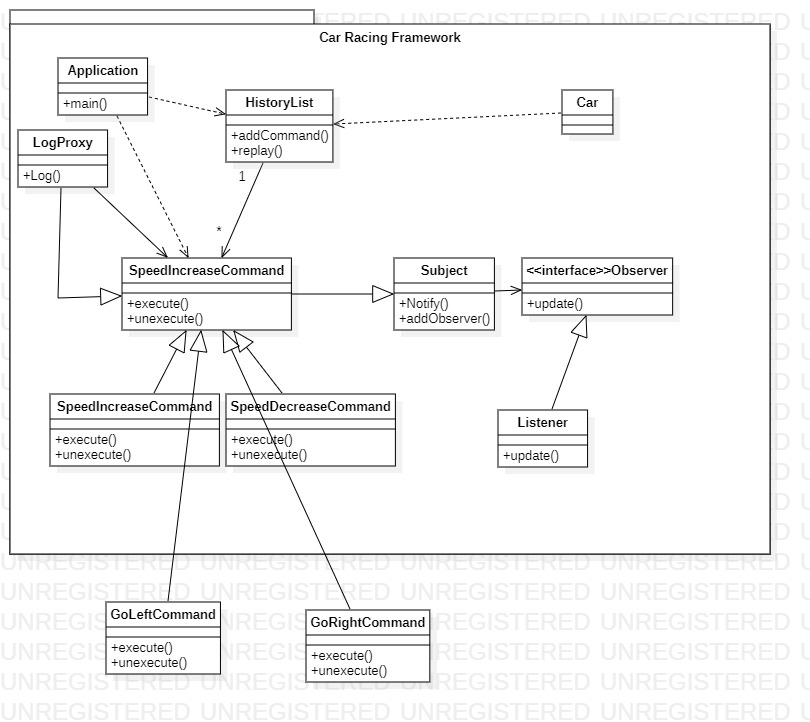 Car Racing Framework
Application
+main()
HistoryList
+addCommand()
+replay()
Car
LogProxy
+Log()
1
*
SpeedIncreaseCommand
+execute()
+unexecute()
Subject
+Notify()
+addObserver()
<<interface>>Observer
+update()
SpeedIncreaseCommand
+execute()
+unexecute()
SpeedDecreaseCommand
+execute()
+unexecute()
Listener
+update()
GoLeftCommand
+execute()
+unexecute()
GoRightCommand
+execute()
+unexecute()
UNREGISTERED UNREGISTERED UNREGISTERED UNREGISTERED